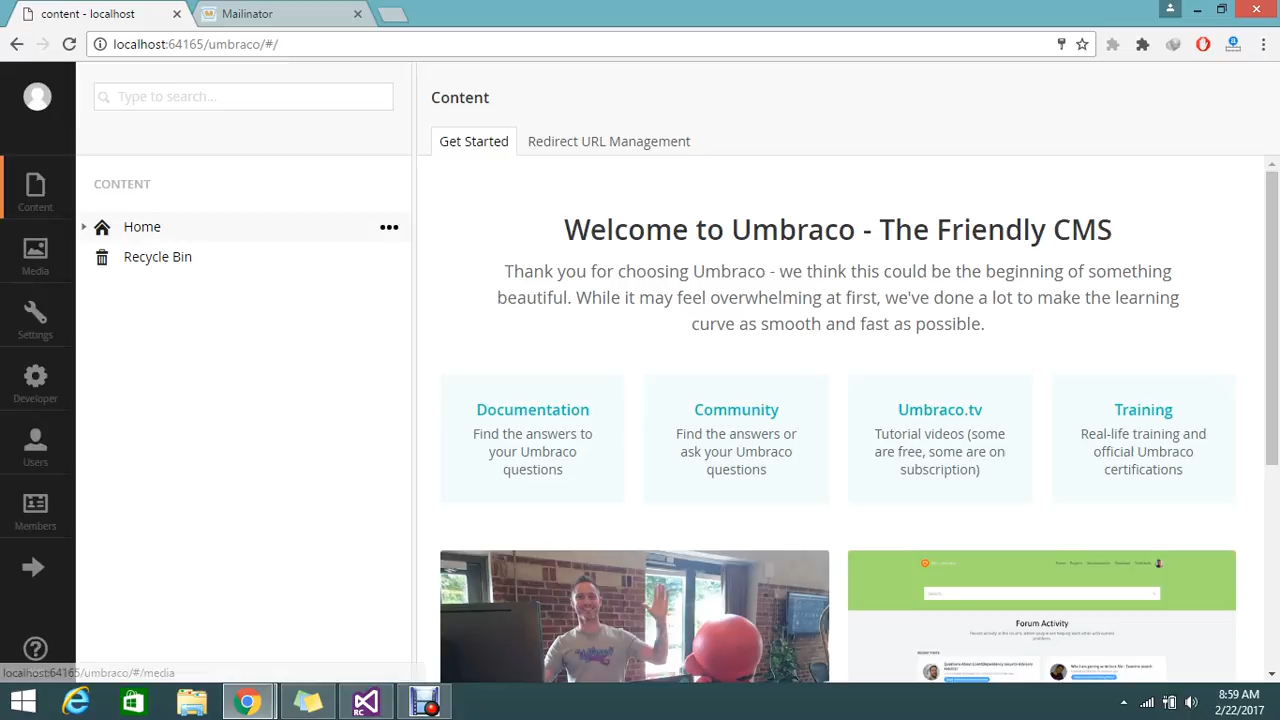 content - localhost
Mailinator
localhost:64165/umbraco/#/
Type to search...
Content
Get Started
Redirect URL Management
CONTENT
Home
Recycle Bin
Content
Media
Settings
Developer
Users
Members
Welcome to Umbraco - The Friendly CMS
Thank you for choosing Umbraco - we think this could be the beginning of something
beautiful. While it may feel overwhelming at first, we've done a lot to make the learning
curve as smooth and fast as possible.
Documentation
Find the answers to
your Umbraco
questions
Community
Find the answers or
ask your Umbraco
questions
Umbraco.tv
Tutorial videos (some
are free, some are on
subscription)
Training
Real-life training and
official Umbraco
certifications
Forum Activity
localhost:64165/umbraco/#/media
8:59 AM
2/22/2017